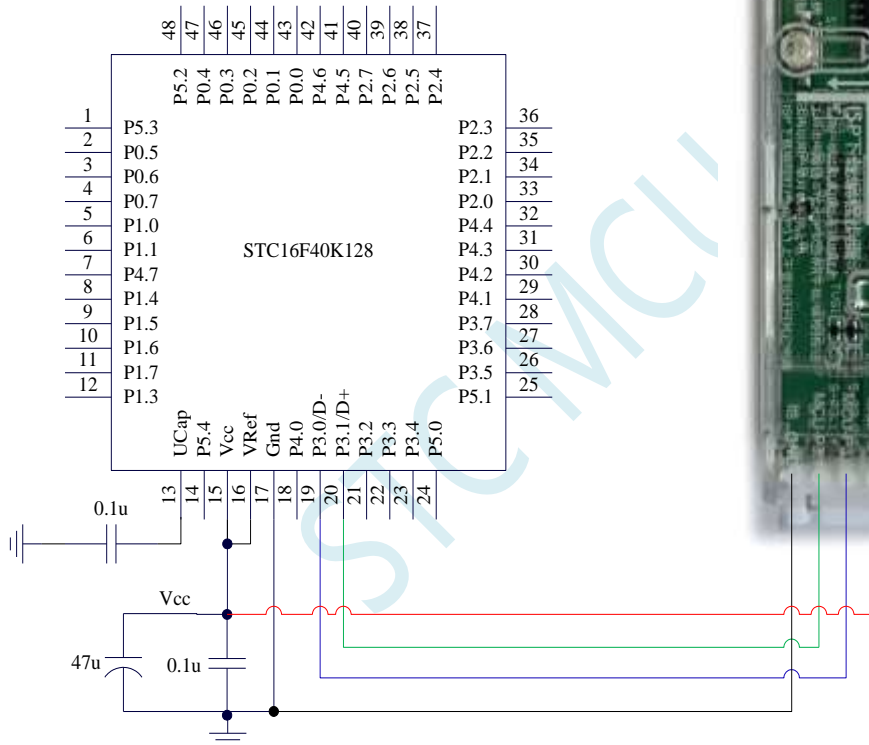 48 47 46 45 44 43 42 41 40 39 38 37
P5.2 P0.4 P0.3 P0.2 P0.1 P0.0 P4.6 P4.5 P2.7 P2.6 P2.5 P2.4
1 P5.3 P2.3 36
2 P0.5 P2.2 35
3 P0.6 P2.1 34
4 P0.7 P2.0 33
5 P1.0 P4.4 32
6 P1.1 STC16F40K128 P4.3 31
7 P4.7 P4.2 30
8 P1.4 P4.1 29
9 P1.5 P3.7 28
10 P1.6 P3.6 27
11 P1.7 P3.5 26
12 P1.3 P5.1 25
UCap P5.4 Vcc VRef Gnd P4.0 P3.0/D- P3.1/D+ P3.2 P3.3 P3.4 P5.0
13 14 15 16 17 18 19 20 21 22 23 24
0.1u
Vcc
47u 0.1u
STC MCU